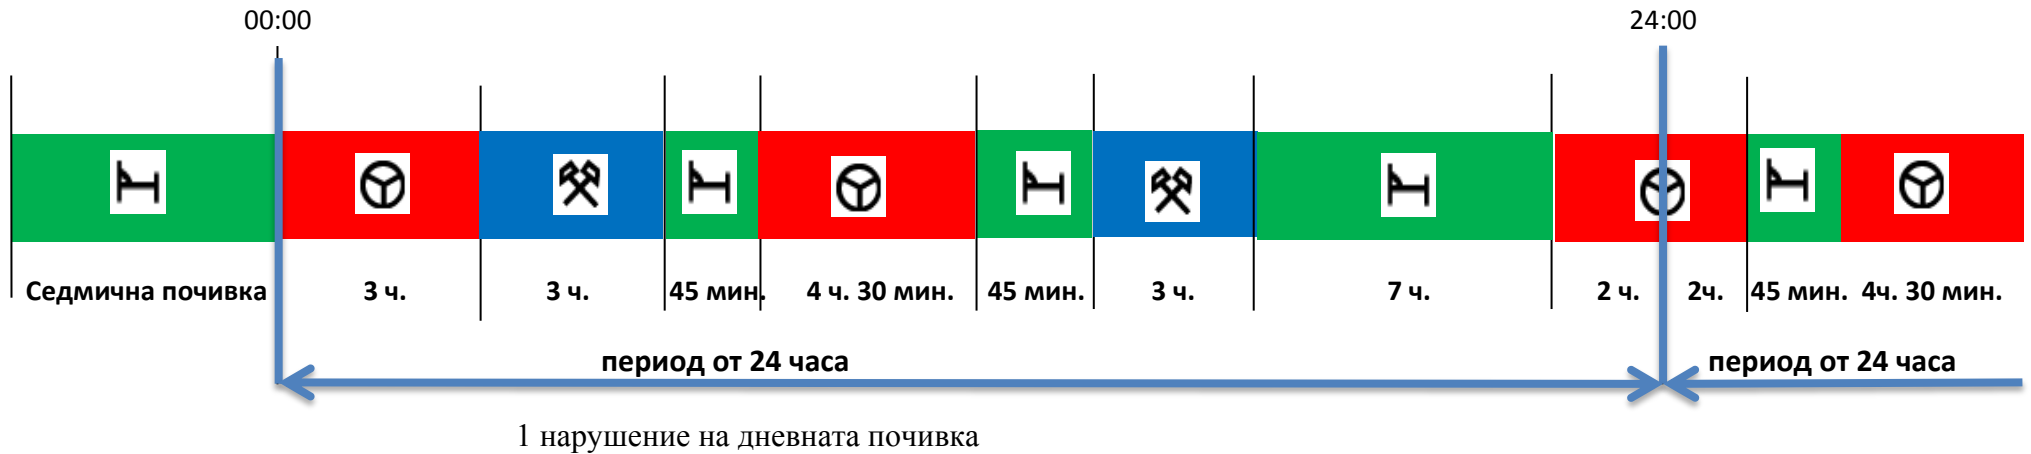 00:00 24:00
Седмична почивка 3 ч. 3 ч. 45 мин. 4 ч. 30 мин. 45 мин. 3 ч. 7 ч. 2 ч. 2ч. 45 мин. 4ч. 30 мин.
период от 24 часа период от 24 часа
1 нарушение на дневната почивка